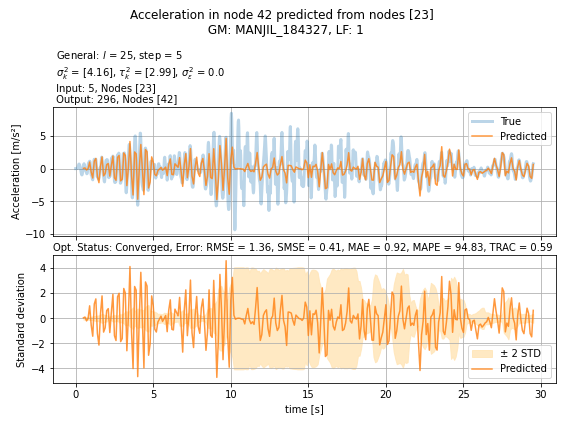 Acceleration in node 42 predicted from nodes [23]
GM: MANJIL_184327, LF: 1
General: l = 25, step = 5
σ²ₖ = [4.16], τ²ₖ = [2.99], σ²ε = 0.0
Input: 5, Nodes [23]
Output: 296, Nodes [42]
Acceleration [m/s²]
5
0
−5
−10
True
Predicted
Opt. Status: Converged, Error: RMSE = 1.36, SMSE = 0.41, MAE = 0.92, MAPE = 94.83, TRAC = 0.59
Standard deviation
4
2
0
−2
−4
± 2 STD
Predicted
0 5 10 15 20 25 30
time [s]